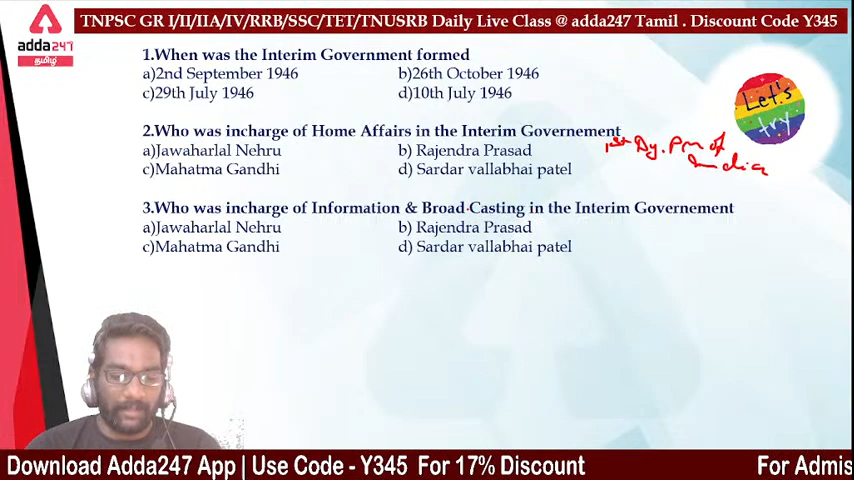 TNPSC GR I/II/IIA/IV/RRB/SSC/TET/TNUSRB Daily Live Class @ adda247 Tamil . Discount Code Y345
adda247
தமிழ்
1.When was the Interim Government formed
a)2nd September 1946 b)26th October 1946
c)29th July 1946 d)10th July 1946
Let's
try
2.Who was incharge of Home Affairs in the Interim Governement
1st Dy. PM of
India
a)Jawaharlal Nehru b) Rajendra Prasad
c)Mahatma Gandhi d) Sardar vallabhai patel
3.Who was incharge of Information & Broad-Casting in the Interim Governement
a)Jawaharlal Nehru b) Rajendra Prasad
c)Mahatma Gandhi d) Sardar vallabhai patel
Download Adda247 App | Use Code - Y345 For 17% Discount For Admis